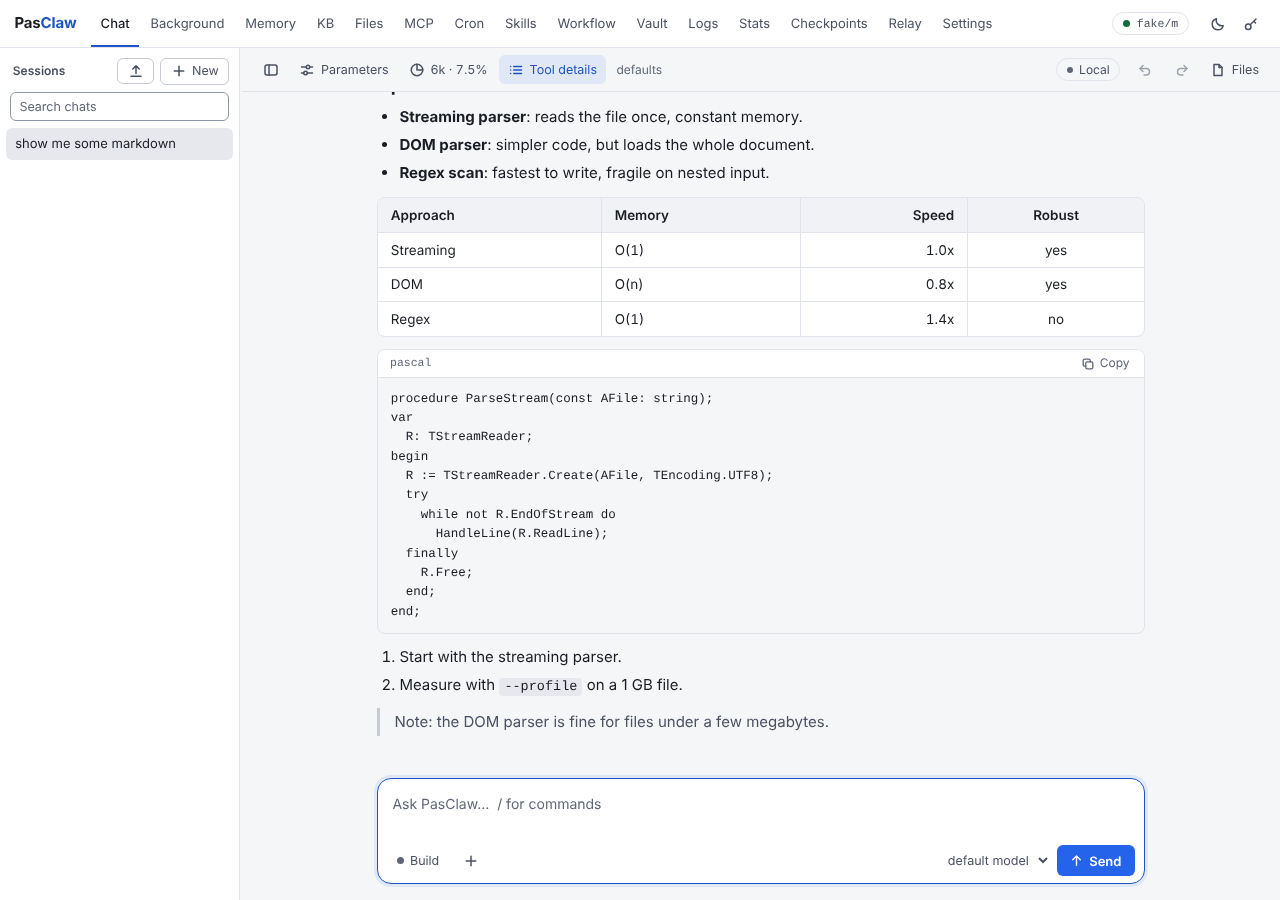 PasClaw Chat Background Memory KB Files MCP Cron Skills Workflow Vault Logs Stats Checkpoints Relay Settings fake/m
Sessions New
Search chats
show me some markdown
Parameters 6k · 7.5% Tool details defaults Local Files
• Streaming parser: reads the file once, constant memory.
• DOM parser: simpler code, but loads the whole document.
• Regex scan: fastest to write, fragile on nested input.
Approach Memory Speed Robust
Streaming O(1) 1.0x yes
DOM O(n) 0.8x yes
Regex O(1) 1.4x no
pascal Copy
procedure ParseStream(const AFile: string);
var
  R: TStreamReader;
begin
  R := TStreamReader.Create(AFile, TEncoding.UTF8);
  try
    while not R.EndOfStream do
      HandleLine(R.ReadLine);
  finally
    R.Free;
  end;
end;
1. Start with the streaming parser.
2. Measure with --profile on a 1 GB file.
Note: the DOM parser is fine for files under a few megabytes.
Ask PasClaw... / for commands
Build default model Send